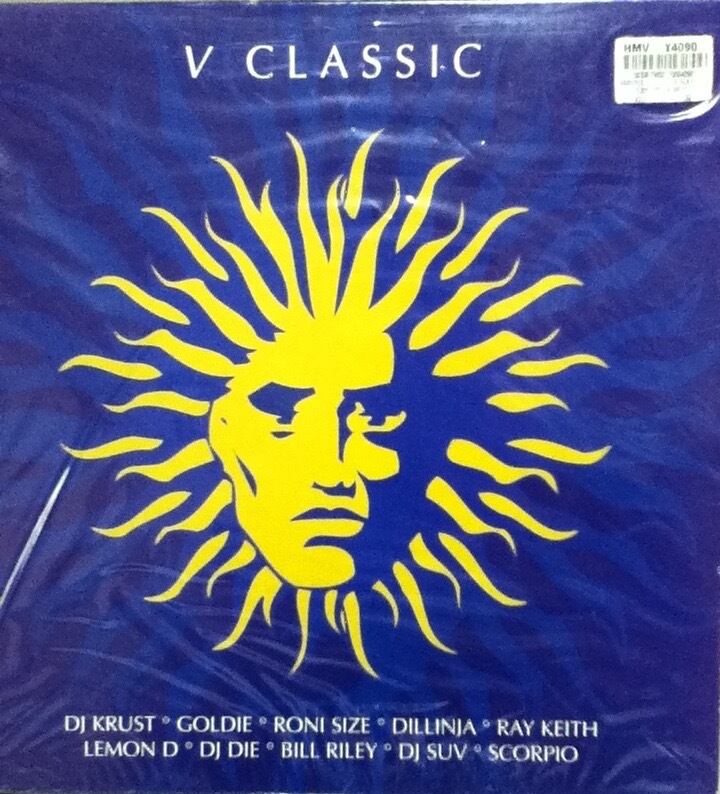 V CLASSIC
HMV ¥4090
DJ KRUST ° GOLDIE ° RONI SIZE ° DILLINJA ° RAY KEITH
LEMON D ° DJ DIE ° BILL RILEY ° DJ SUV ° SCORPIO